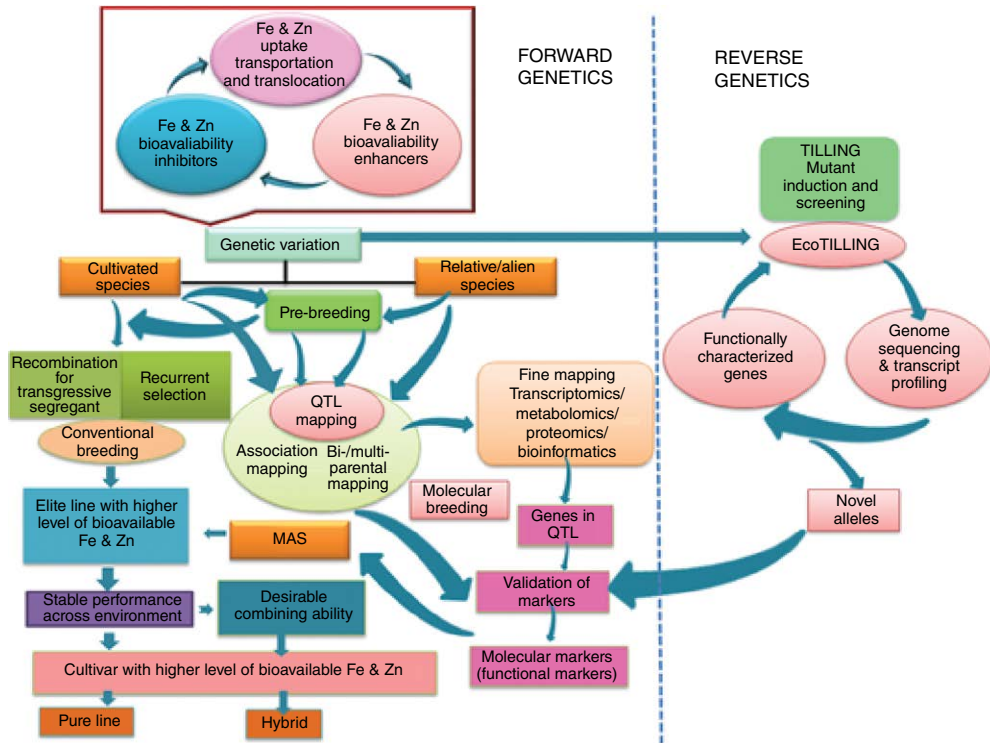 Fe & Zn
uptake
transportation
and translocation
Fe & Zn
bioavaliability
inhibitors
Fe & Zn
bioavaliability
enhancers
FORWARD
GENETICS
REVERSE
GENETICS
TILLING
Mutant
induction and
screening
EcoTILLING
Genetic variation
Cultivated
species
Relative/alien
species
Pre-breeding
Functionally
characterized
genes
Genome
sequencing
& transcript
profiling
Recombination
for
transgressive
segregant
Recurrent
selection
Conventional
breeding
QTL
mapping
Association
mapping
Bi-/multi-
parental
mapping
Fine mapping
Transcriptomics/
metabolomics/
proteomics/
bioinformatics
Molecular
breeding
Genes in
QTL
Novel
alleles
Elite line with higher
level of bioavailable
Fe & Zn
MAS
Validation of
markers
Stable performance
across environment
Desirable
combining ability
Molecular markers
(functional markers)
Cultivar with higher level of bioavailable Fe & Zn
Pure line
Hybrid